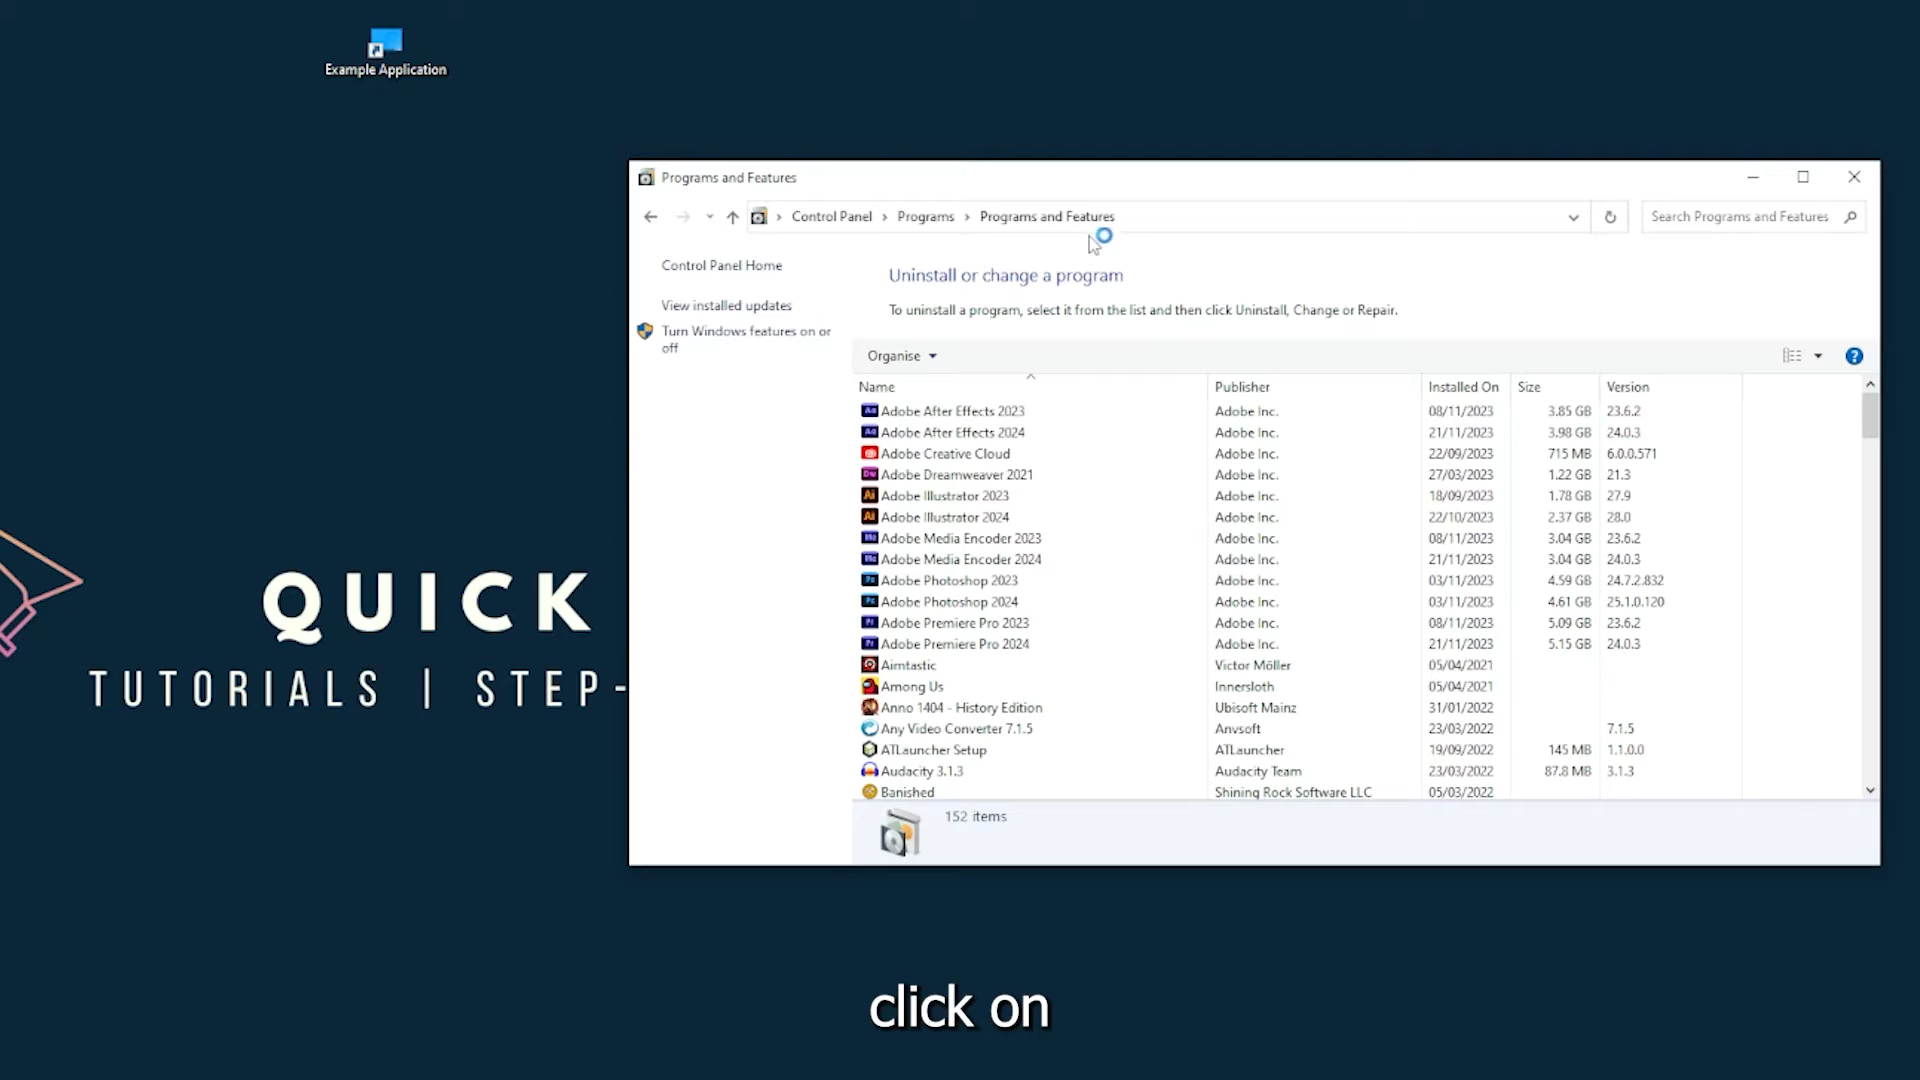 Example Application
Programs and Features
Control Panel > Programs > Programs and Features
Search Programs and Features
Control Panel Home
View installed updates
Turn Windows features on or
off
Uninstall or change a program
To uninstall a program, select it from the list and then click Uninstall, Change or Repair.
Organise
Name Publisher Installed On Size Version
Adobe After Effects 2023 Adobe Inc. 08/11/2023 3.85 GB 23.6.2
Adobe After Effects 2024 Adobe Inc. 21/11/2023 3.98 GB 24.0.3
Adobe Creative Cloud Adobe Inc. 22/09/2023 715 MB 6.0.0.571
Adobe Dreamweaver 2021 Adobe Inc. 27/03/2023 1.22 GB 21.3
Adobe Illustrator 2023 Adobe Inc. 18/09/2023 1.78 GB 27.9
Adobe Illustrator 2024 Adobe Inc. 22/10/2023 2.37 GB 28.0
Adobe Media Encoder 2023 Adobe Inc. 08/11/2023 3.04 GB 23.6.2
Adobe Media Encoder 2024 Adobe Inc. 21/11/2023 3.04 GB 24.0.3
Adobe Photoshop 2023 Adobe Inc. 03/11/2023 4.59 GB 24.7.2.832
Adobe Photoshop 2024 Adobe Inc. 03/11/2023 4.61 GB 25.1.0.120
Adobe Premiere Pro 2023 Adobe Inc. 08/11/2023 5.09 GB 23.6.2
Adobe Premiere Pro 2024 Adobe Inc. 21/11/2023 5.15 GB 24.0.3
Aimtastic Victor Möller 05/04/2021
Among Us Innersloth 05/04/2021
Anno 1404 - History Edition Ubisoft Mainz 31/01/2022
Any Video Converter 7.1.5 Anvsoft 23/03/2022 7.1.5
ATLauncher Setup ATLauncher 19/09/2022 145 MB 1.1.0.0
Audacity 3.1.3 Audacity Team 23/03/2022 87.8 MB 3.1.3
Banished Shining Rock Software LLC 05/03/2022
152 items
QUICK
TUTORIALS | STEP-
click on